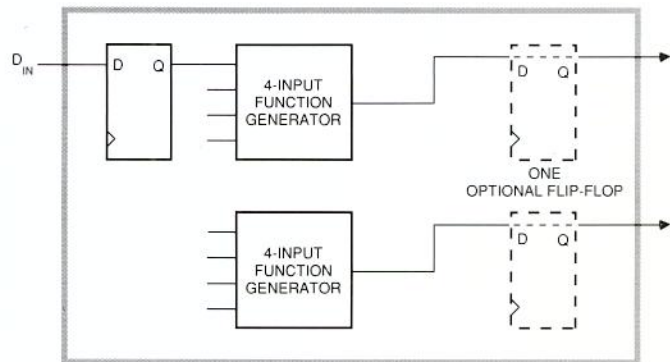 D IN
D Q
4-INPUT
FUNCTION
GENERATOR
D Q
ONE
OPTIONAL FLIP-FLOP
4-INPUT
FUNCTION
GENERATOR
D Q